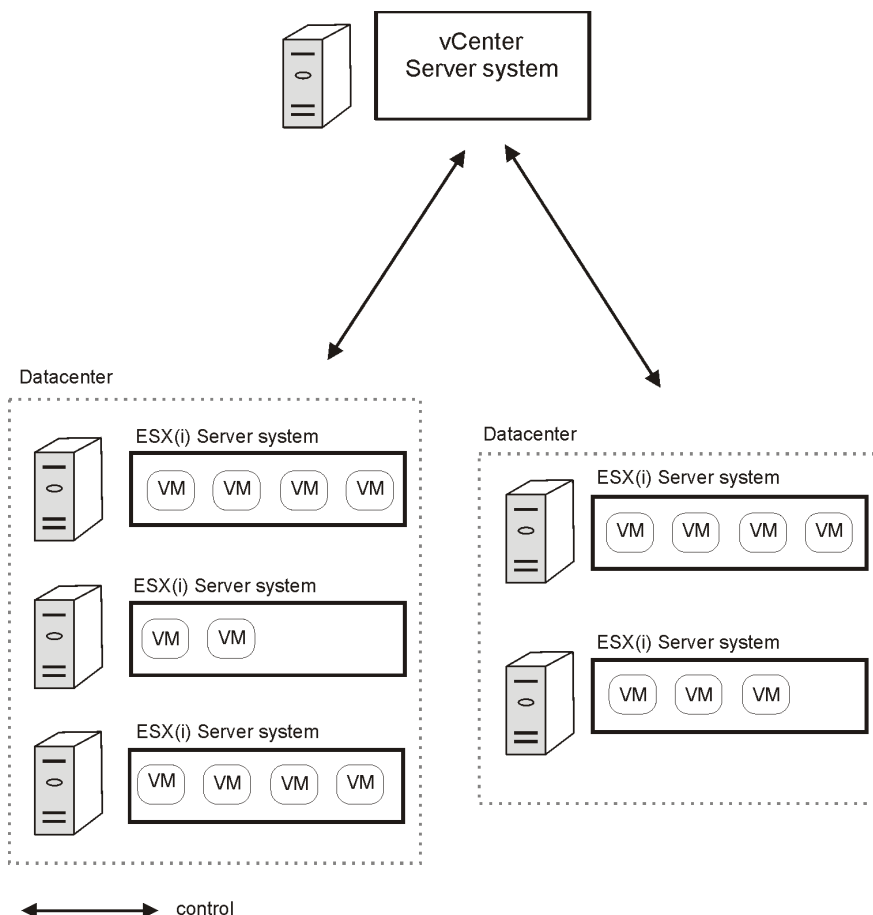 vCenter
Server system
Datacenter
ESX(i) Server system
VM VM VM VM
ESX(i) Server system
VM VM
ESX(i) Server system
VM VM VM VM
Datacenter
ESX(i) Server system
VM VM VM VM
ESX(i) Server system
VM VM VM
control